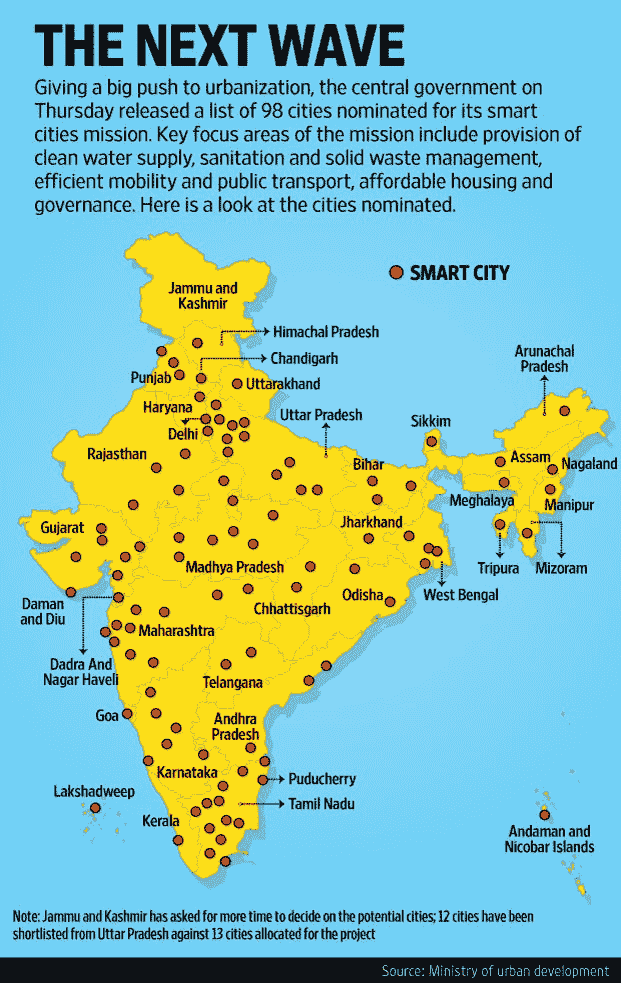 THE NEXT WAVE
Giving a big push to urbanization, the central government on
Thursday released a list of 98 cities nominated for its smart
cities mission. Key focus areas of the mission include provision of
clean water supply, sanitation and solid waste management,
efficient mobility and public transport, affordable housing and
governance. Here is a look at the cities nominated.
SMART CITY
Jammu and
Kashmir
Himachal Pradesh
Chandigarh
Punjab
Uttarakhand
Haryana
Delhi
Uttar Pradesh
Arunachal
Pradesh
Sikkim
Rajasthan
Bihar
Assam
Nagaland
Meghalaya
Manipur
Gujarat
Jharkhand
Tripura
Mizoram
Madhya Pradesh
Daman
and Diu
Chhattisgarh
Odisha
West Bengal
Maharashtra
Dadra And
Nagar Haveli
Telangana
Goa
Andhra
Pradesh
Karnataka
Puducherry
Lakshadweep
Tamil Nadu
Kerala
Andaman and
Nicobar Islands
Note: Jammu and Kashmir has asked for more time to decide on the potential cities; 12 cities have been
shortlisted from Uttar Pradesh against 13 cities allocated for the project
Source: Ministry of urban development